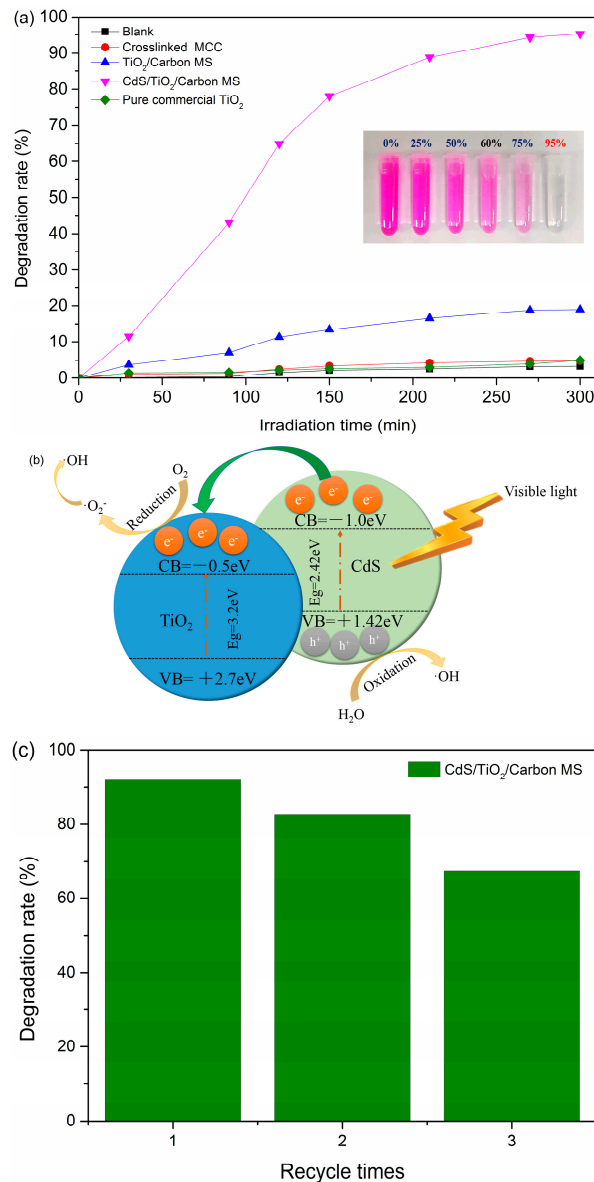 (a)
100
90
80
70
60
50
40
30
20
10
0
Degradation rate (%)
Blank
Crosslinked MCC
TiO₂/Carbon MS
CdS/TiO₂/Carbon MS
Pure commercial TiO₂
0% 25% 50% 60% 75% 95%
0 50 100 150 200 250 300
Irradiation time (min)
(b)
·OH
O₂
·O₂⁻
Reduction
e⁻ e⁻ e⁻
CB=−0.5eV
TiO₂
Eg=3.2eV
VB=＋2.7eV
e⁻ e⁻ e⁻
CB=−1.0eV
Eg=2.42eV
CdS
VB=＋1.42eV
h⁺ h⁺ h⁺
Visible light
Oxidation
·OH
H₂O
(c)
100
80
60
40
20
0
Degradation rate (%)
CdS/TiO₂/Carbon MS
1 2 3
Recycle times